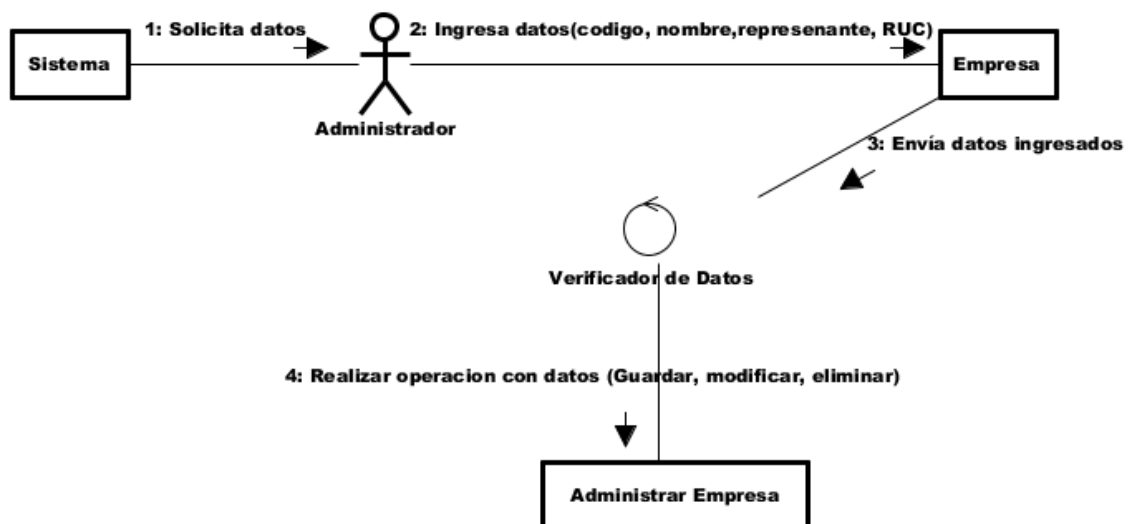 1: Solicita datos
2: Ingresa datos(codigo, nombre,represenante, RUC)
Sistema
Empresa
Administrador
3: Envía datos ingresados
Verificador de Datos
4: Realizar operacion con datos (Guardar, modificar, eliminar)
Administrar Empresa